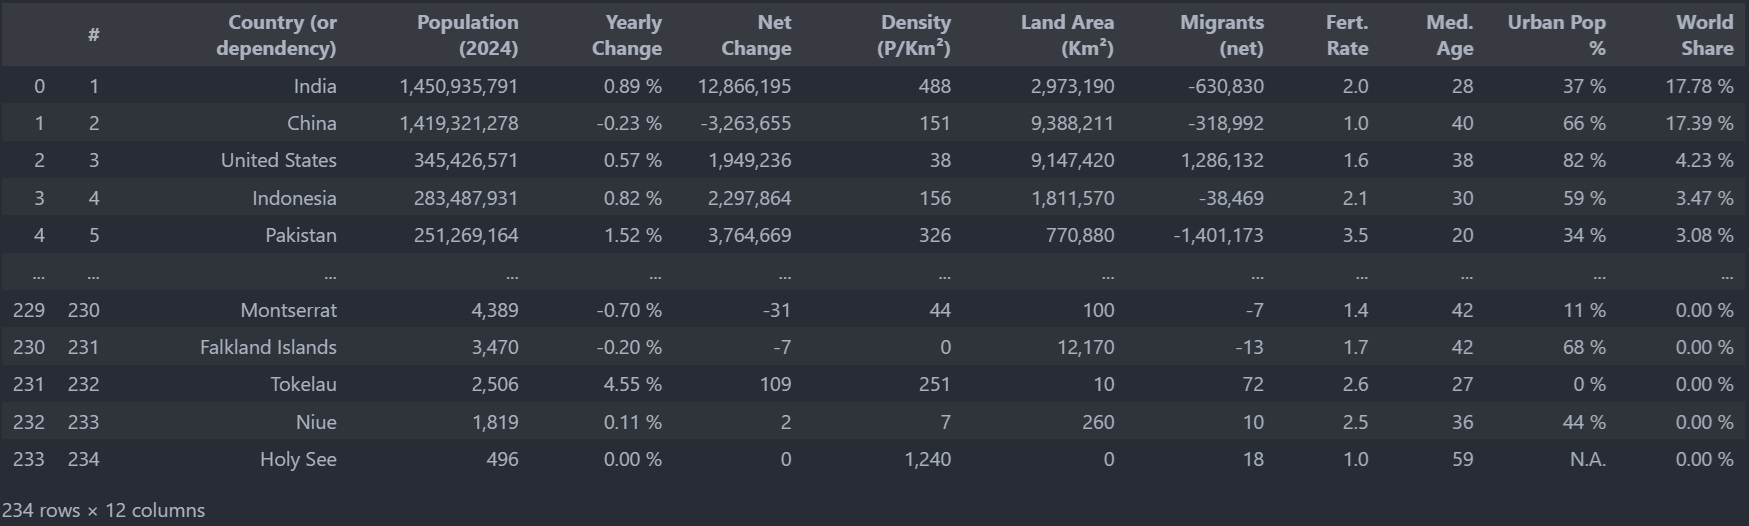 # Country (or dependency) Population (2024) Yearly Change Net Change Density (P/Km²) Land Area (Km²) Migrants (net) Fert. Rate Med. Age Urban Pop % World Share
0 1 India 1,450,935,791 0.89 % 12,866,195 488 2,973,190 -630,830 2.0 28 37 % 17.78 %
1 2 China 1,419,321,278 -0.23 % -3,263,655 151 9,388,211 -318,992 1.0 40 66 % 17.39 %
2 3 United States 345,426,571 0.57 % 1,949,236 38 9,147,420 1,286,132 1.6 38 82 % 4.23 %
3 4 Indonesia 283,487,931 0.82 % 2,297,864 156 1,811,570 -38,469 2.1 30 59 % 3.47 %
4 5 Pakistan 251,269,164 1.52 % 3,764,669 326 770,880 -1,401,173 3.5 20 34 % 3.08 %
... ... ... ... ... ... ... ... ... ... ... ... ...
229 230 Montserrat 4,389 -0.70 % -31 44 100 -7 1.4 42 11 % 0.00 %
230 231 Falkland Islands 3,470 -0.20 % -7 0 12,170 -13 1.7 42 68 % 0.00 %
231 232 Tokelau 2,506 4.55 % 109 251 10 72 2.6 27 0 % 0.00 %
232 233 Niue 1,819 0.11 % 2 7 260 10 2.5 36 44 % 0.00 %
233 234 Holy See 496 0.00 % 0 1,240 0 18 1.0 59 N.A. 0.00 %
234 rows × 12 columns